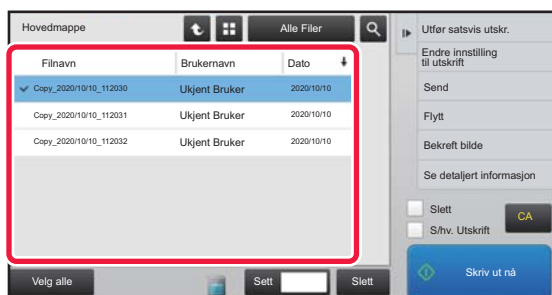 Hovedmappe
Alle Filer
Filnavn Brukernavn Dato
Copy_2020/10/10_112030 Ukjent Bruker 2020/10/10
Copy_2020/10/10_112031 Ukjent Bruker 2020/10/10
Copy_2020/10/10_112032 Ukjent Bruker 2020/10/10
Velg alle
Sett
Slett
Utfør satsvis utskr.
Endre innstilling
til utskrift
Send
Flytt
Bekreft bilde
Se detaljert informasjon
Slett
S/hv. Utskrift
CA
Skriv ut nå